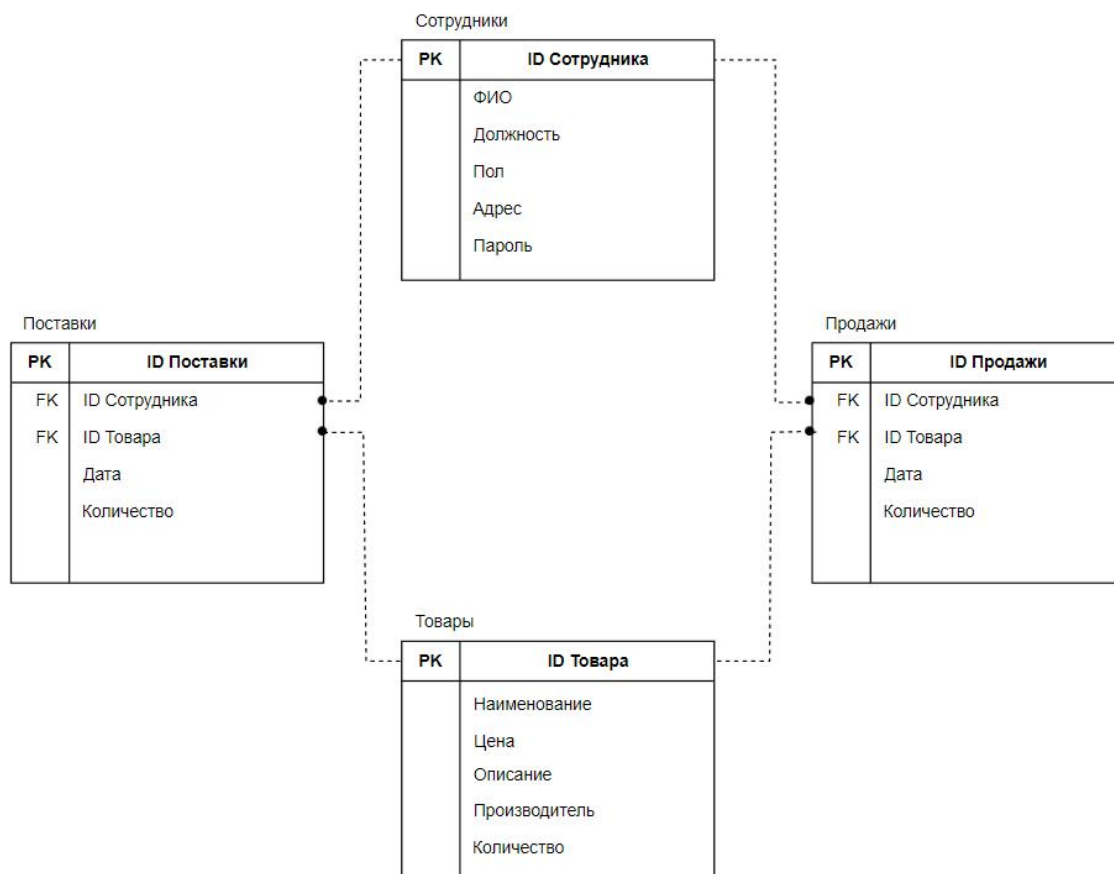 Сотрудники
PK ID Сотрудника
ФИО
Должность
Пол
Адрес
Пароль
Поставки
PK ID Поставки
FK ID Сотрудника
FK ID Товара
Дата
Количество
Продажи
PK ID Продажи
FK ID Сотрудника
FK ID Товара
Дата
Количество
Товары
PK ID Товара
Наименование
Цена
Описание
Производитель
Количество